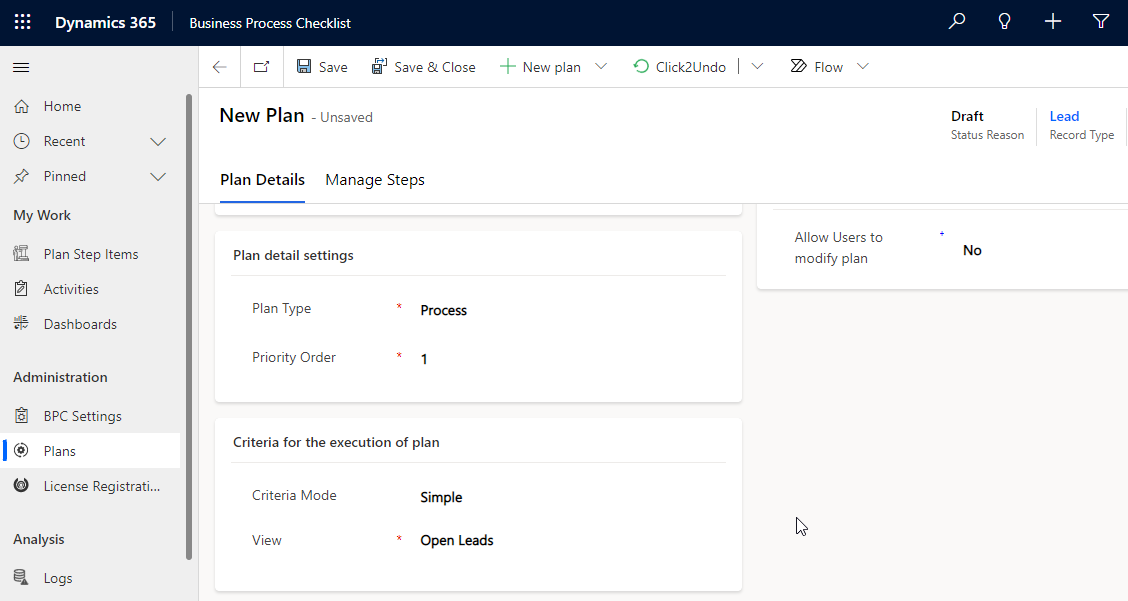 Dynamics 365
Business Process Checklist
Save
Save & Close
New plan
Click2Undo
Flow
Home
Recent
Pinned
My Work
Plan Step Items
Activities
Dashboards
Administration
BPC Settings
Plans
License Registrati...
Analysis
Logs
New Plan - Unsaved
Draft
Status Reason
Lead
Record Type
Plan Details
Manage Steps
Plan detail settings
Plan Type * Process
Priority Order * 1
Criteria for the execution of plan
Criteria Mode Simple
View * Open Leads
Allow Users to
modify plan
+
No